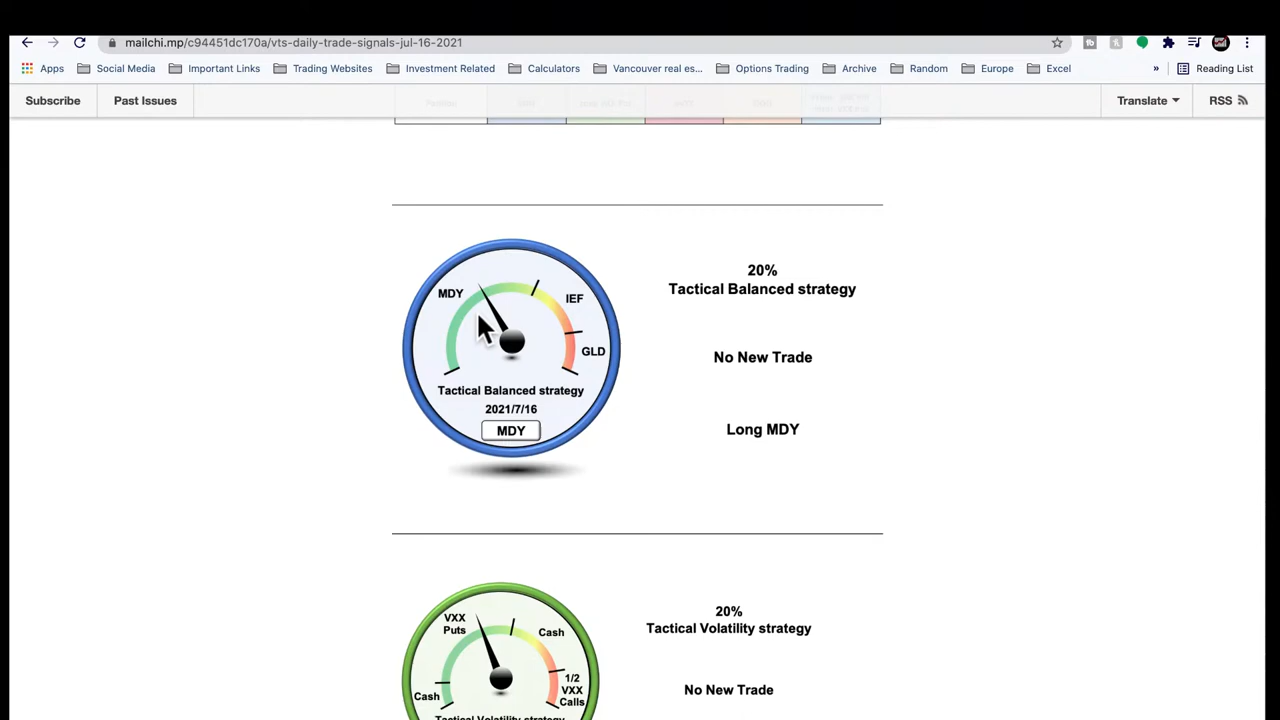 mailchi.mp/c94451dc170a/vts-daily-trade-signals-jul-16-2021
Apps Social Media Important Links Trading Websites Investment Related Calculators Vancouver real es... Options Trading Archive Random Europe Excel » Reading List
Subscribe Past Issues Translate RSS
MDY
IEF
GLD
Tactical Balanced strategy
2021/7/16
MDY
20%
Tactical Balanced strategy
No New Trade
Long MDY
VXX
Puts
Cash
Cash
1/2
VXX
Calls
Tactical Volatility strategy
20%
Tactical Volatility strategy
No New Trade